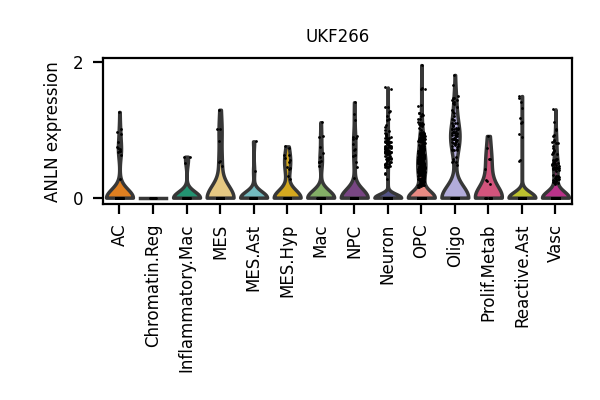 UKF266
ANLN expression
2
0
AC
Chromatin.Reg
Inflammatory.Mac
MES
MES.Ast
MES.Hyp
Mac
NPC
Neuron
OPC
Oligo
Prolif.Metab
Reactive.Ast
Vasc